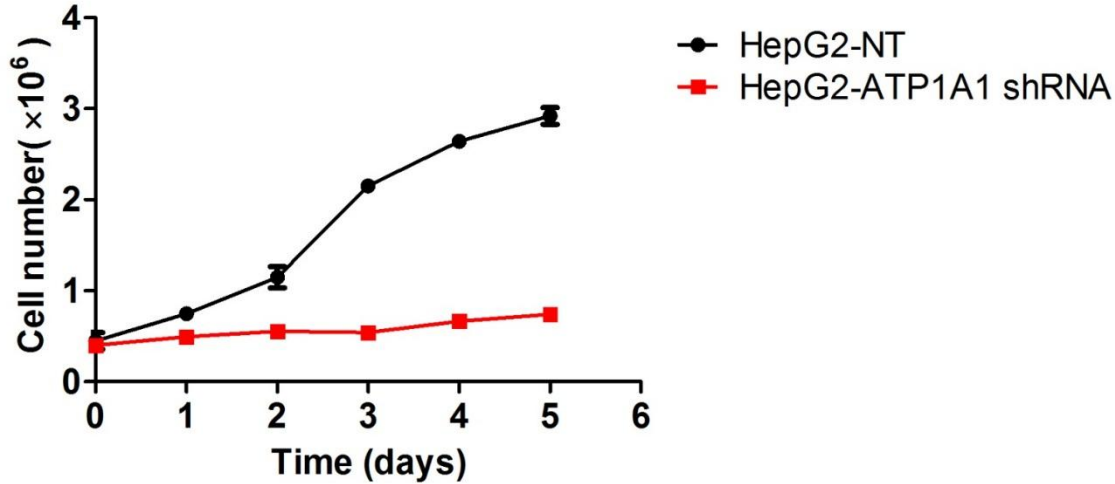 Cell number( ×10⁶)
4
3
2
1
0
0 1 2 3 4 5 6
Time (days)
HepG2-NT
HepG2-ATP1A1 shRNA